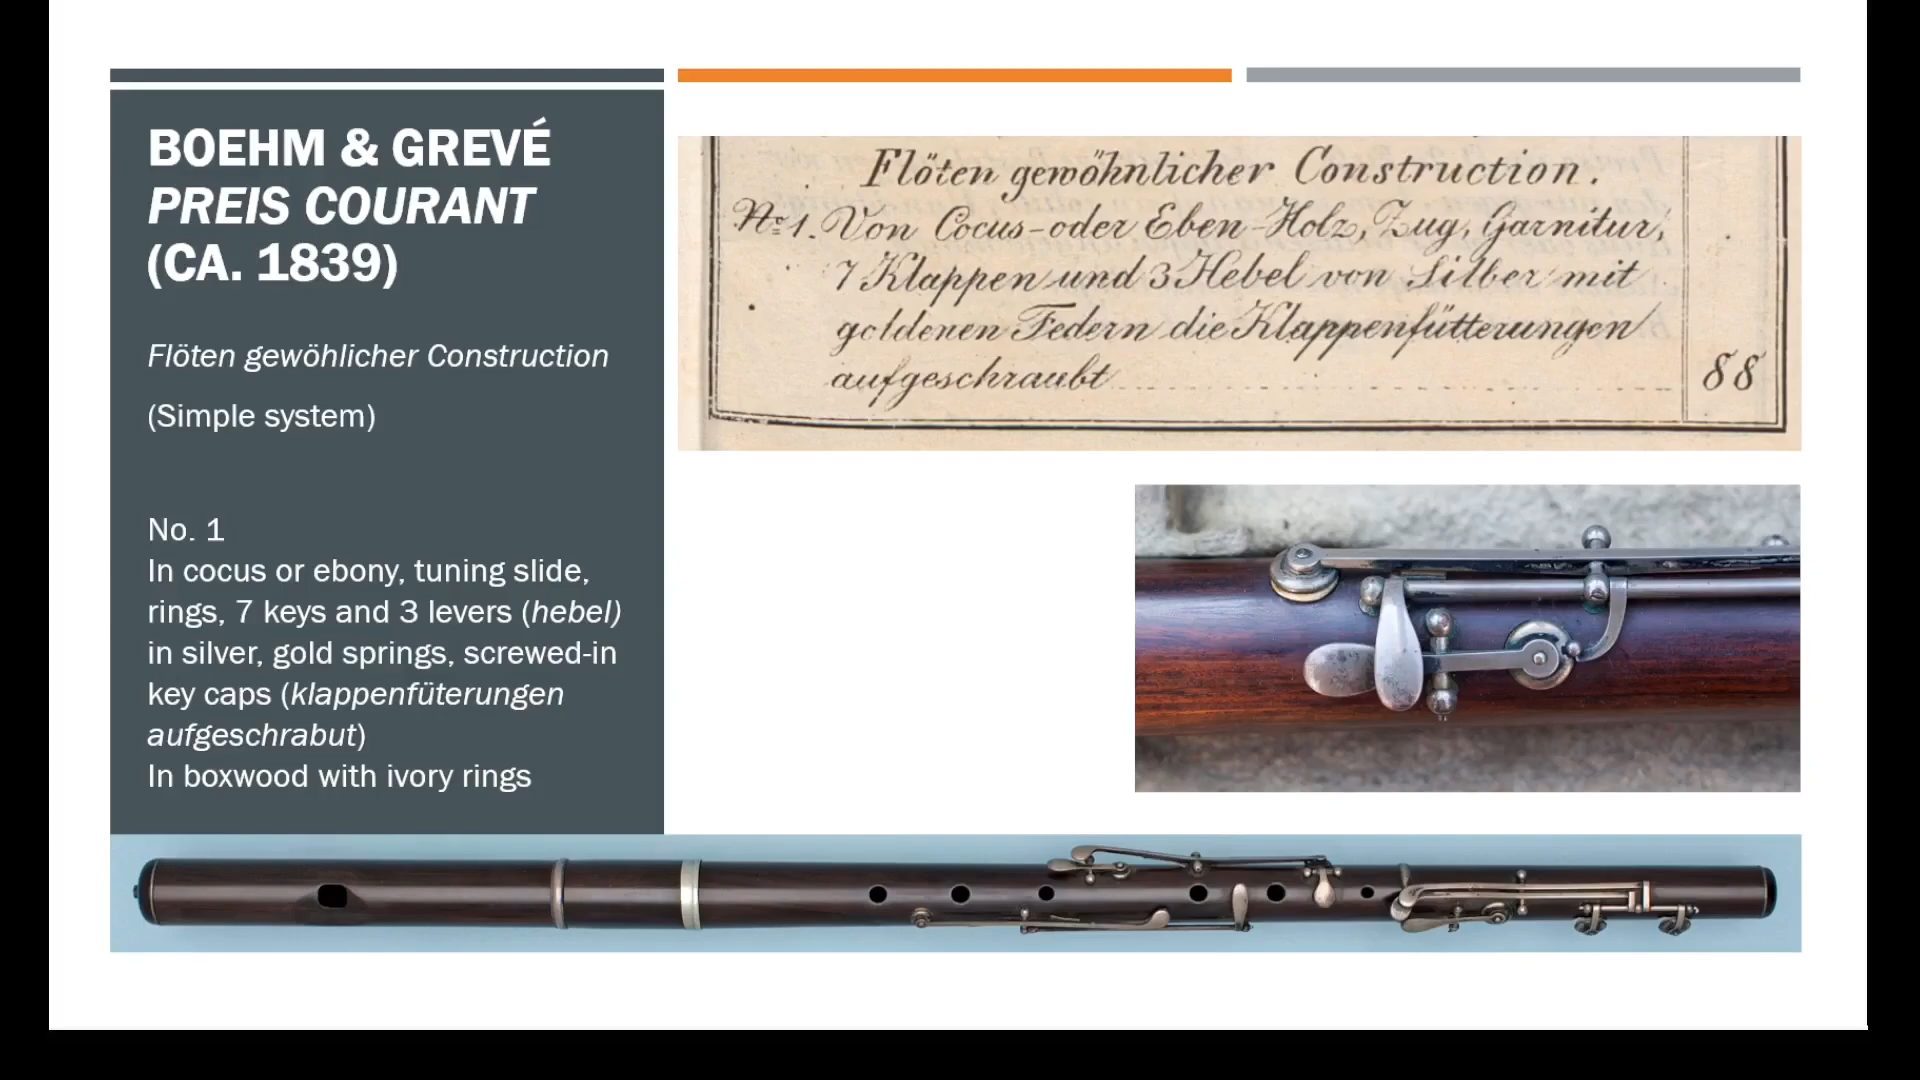 BOEHM & GREVÉ
PREIS COURANT
(CA. 1839)
Flöten gewöhlicher Construction
(Simple system)
No. 1
In cocus or ebony, tuning slide,
rings, 7 keys and 3 levers (hebel)
in silver, gold springs, screwed-in
key caps (klappenfüterungen
aufgeschrabut)
In boxwood with ivory rings
Flöten gewöhnlicher Construction.
No. 1. Von Cocus-oder Eben-Holz, Zug, Garnitur,
7 Klappen und 3 Hebel von Silber mit
goldenen Federn die Klappenfütterungen
aufgeschraubt 88